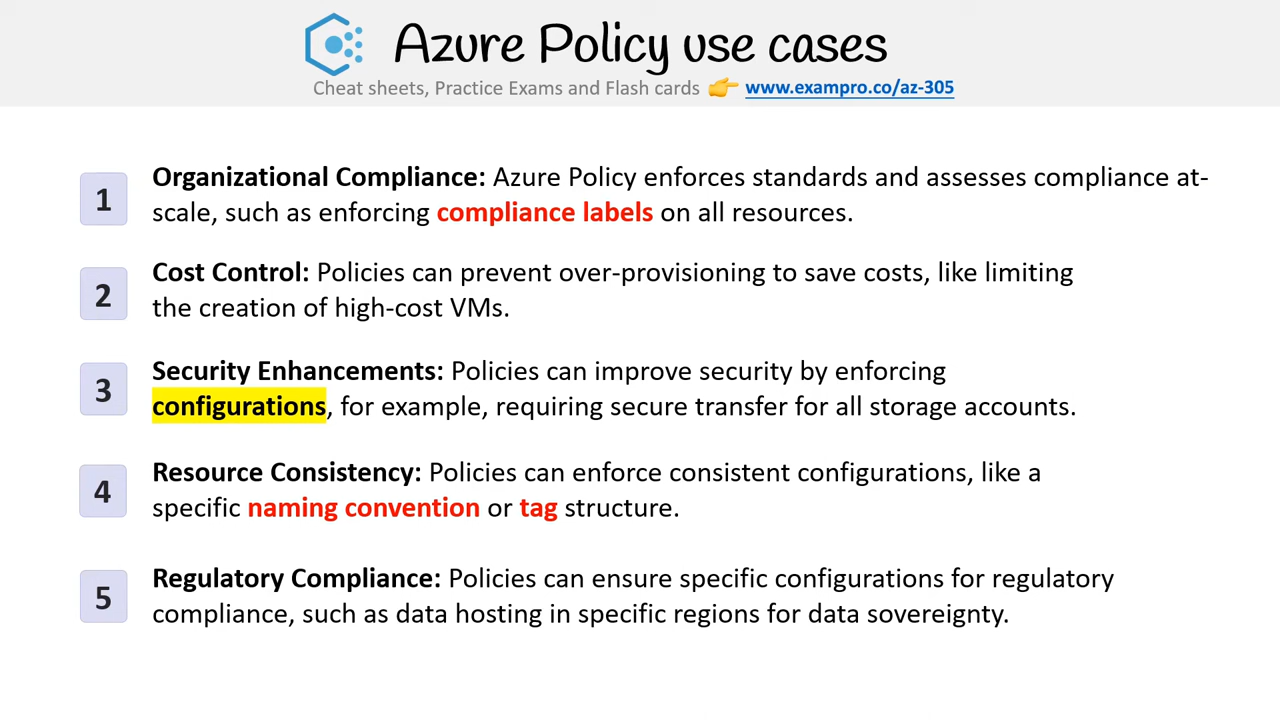 Azure Policy use cases
Cheat sheets, Practice Exams and Flash cards 👉 www.exampro.co/az-305
1
Organizational Compliance: Azure Policy enforces standards and assesses compliance at-
scale, such as enforcing compliance labels on all resources.
2
Cost Control: Policies can prevent over-provisioning to save costs, like limiting
the creation of high-cost VMs.
3
Security Enhancements: Policies can improve security by enforcing
configurations, for example, requiring secure transfer for all storage accounts.
4
Resource Consistency: Policies can enforce consistent configurations, like a
specific naming convention or tag structure.
5
Regulatory Compliance: Policies can ensure specific configurations for regulatory
compliance, such as data hosting in specific regions for data sovereignty.